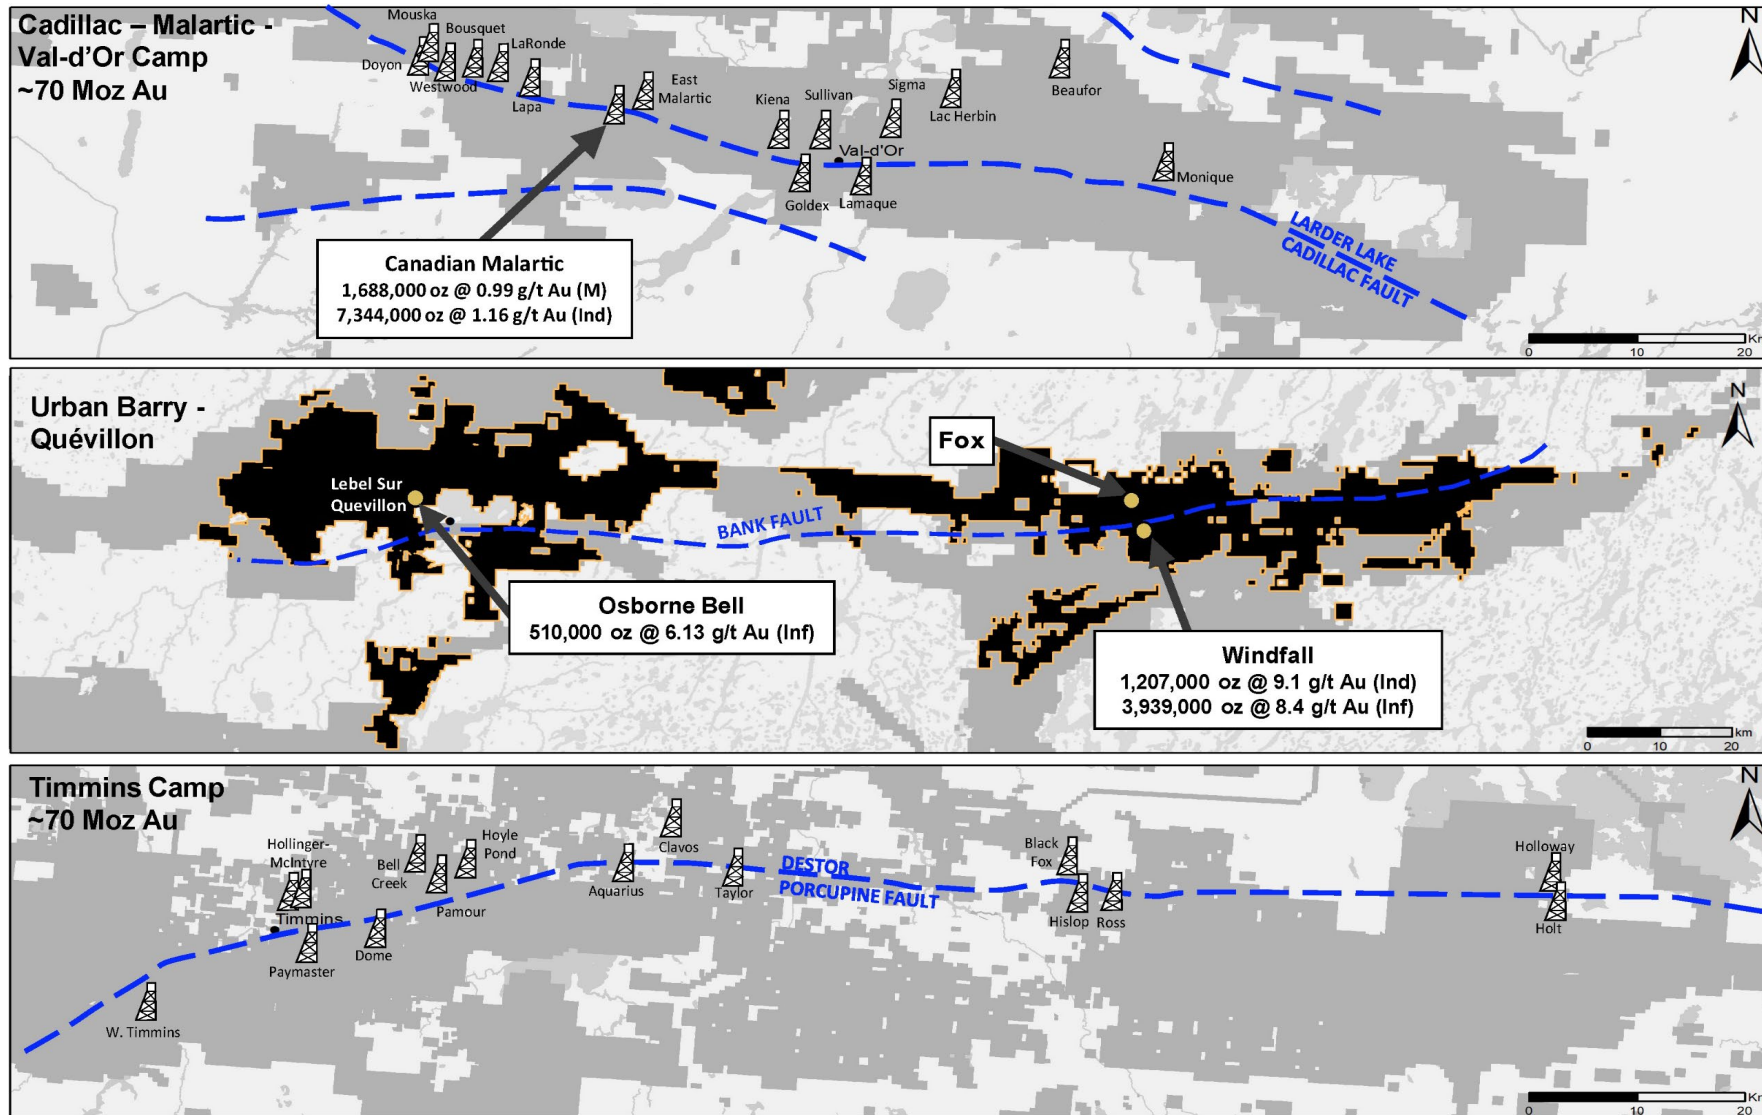 Cadillac – Malartic -
Val-d'Or Camp
~70 Moz Au
Mouska
Bousquet
LaRonde
Doyon
Westwood
Lapa
East
Malartic
Kiena
Sullivan
Sigma
Lac Herbin
Beaufor
Val-d'Or
Goldex
Lamaque
Monique
LARDER LAKE
CADILLAC FAULT
Canadian Malartic
1,688,000 oz @ 0.99 g/t Au (M)
7,344,000 oz @ 1.16 g/t Au (Ind)
N
Km
0 10 20
Urban Barry -
Quévillon
Lebel Sur
Quevillon
BANK FAULT
Fox
Osborne Bell
510,000 oz @ 6.13 g/t Au (Inf)
Windfall
1,207,000 oz @ 9.1 g/t Au (Ind)
3,939,000 oz @ 8.4 g/t Au (Inf)
N
km
0 10 20
Timmins Camp
~70 Moz Au
Hollinger-
McIntyre
Bell
Creek
Hoyle
Pond
Clavos
Timmins
Pamour
Paymaster
Dome
W. Timmins
Aquarius
Taylor
DESTOR
PORCUPINE FAULT
Black
Fox
Hislop
Ross
Holloway
Holt
N
Km
0 10 20